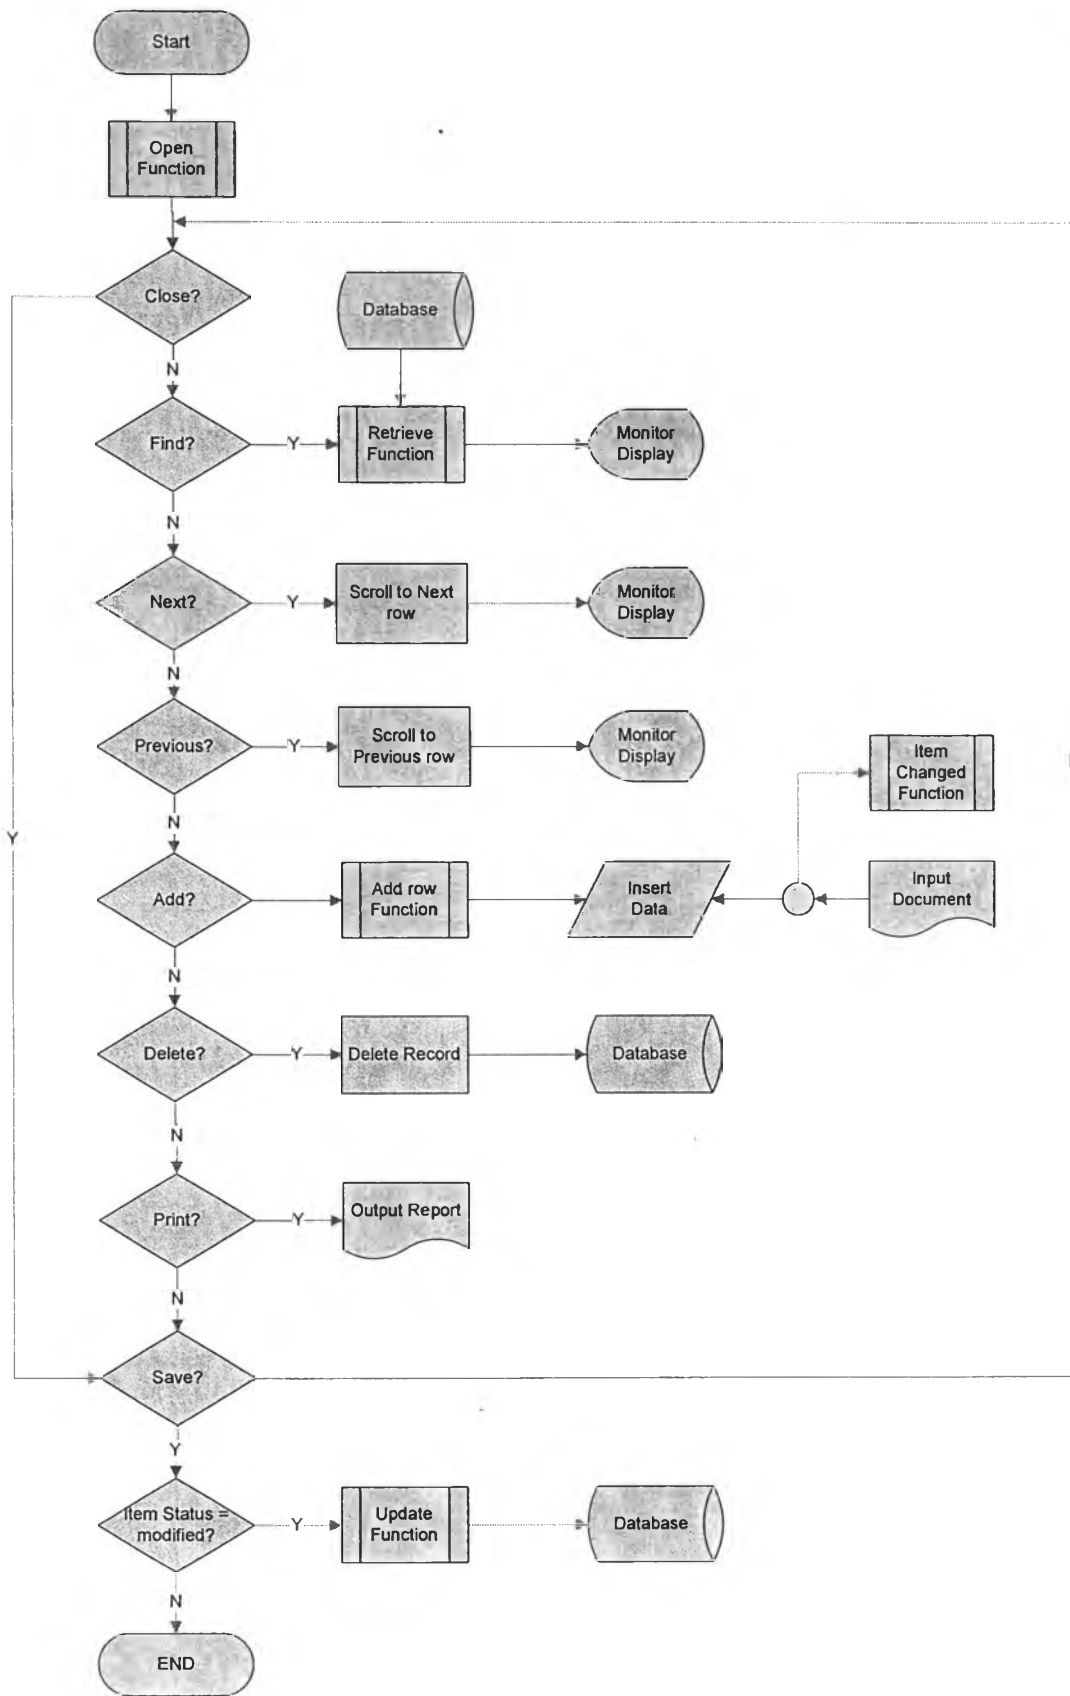 Start
Open
Function
Close?
Database
N
Find?
Y
Retrieve
Function
Monitor
Display
N
Next?
Y
Scroll to Next
row
Monitor
Display
N
Previous?
Y
Scroll to
Previous row
Monitor
Display
Item
Changed
Function
N
Y
Add?
Add row
Function
Insert
Data
Input
Document
N
Delete?
Y
Delete Record
Database
N
Print?
Y
Output Report
N
Save?
Y
Item Status =
modified?
Y
Update
Function
Database
N
END